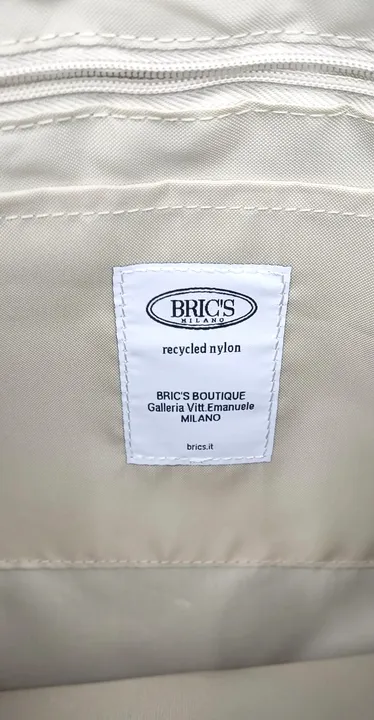 BRIC'S
MILANO
recycled nylon
BRIC'S BOUTIQUE
Galleria Vitt.Emanuele
MILANO
brics.it